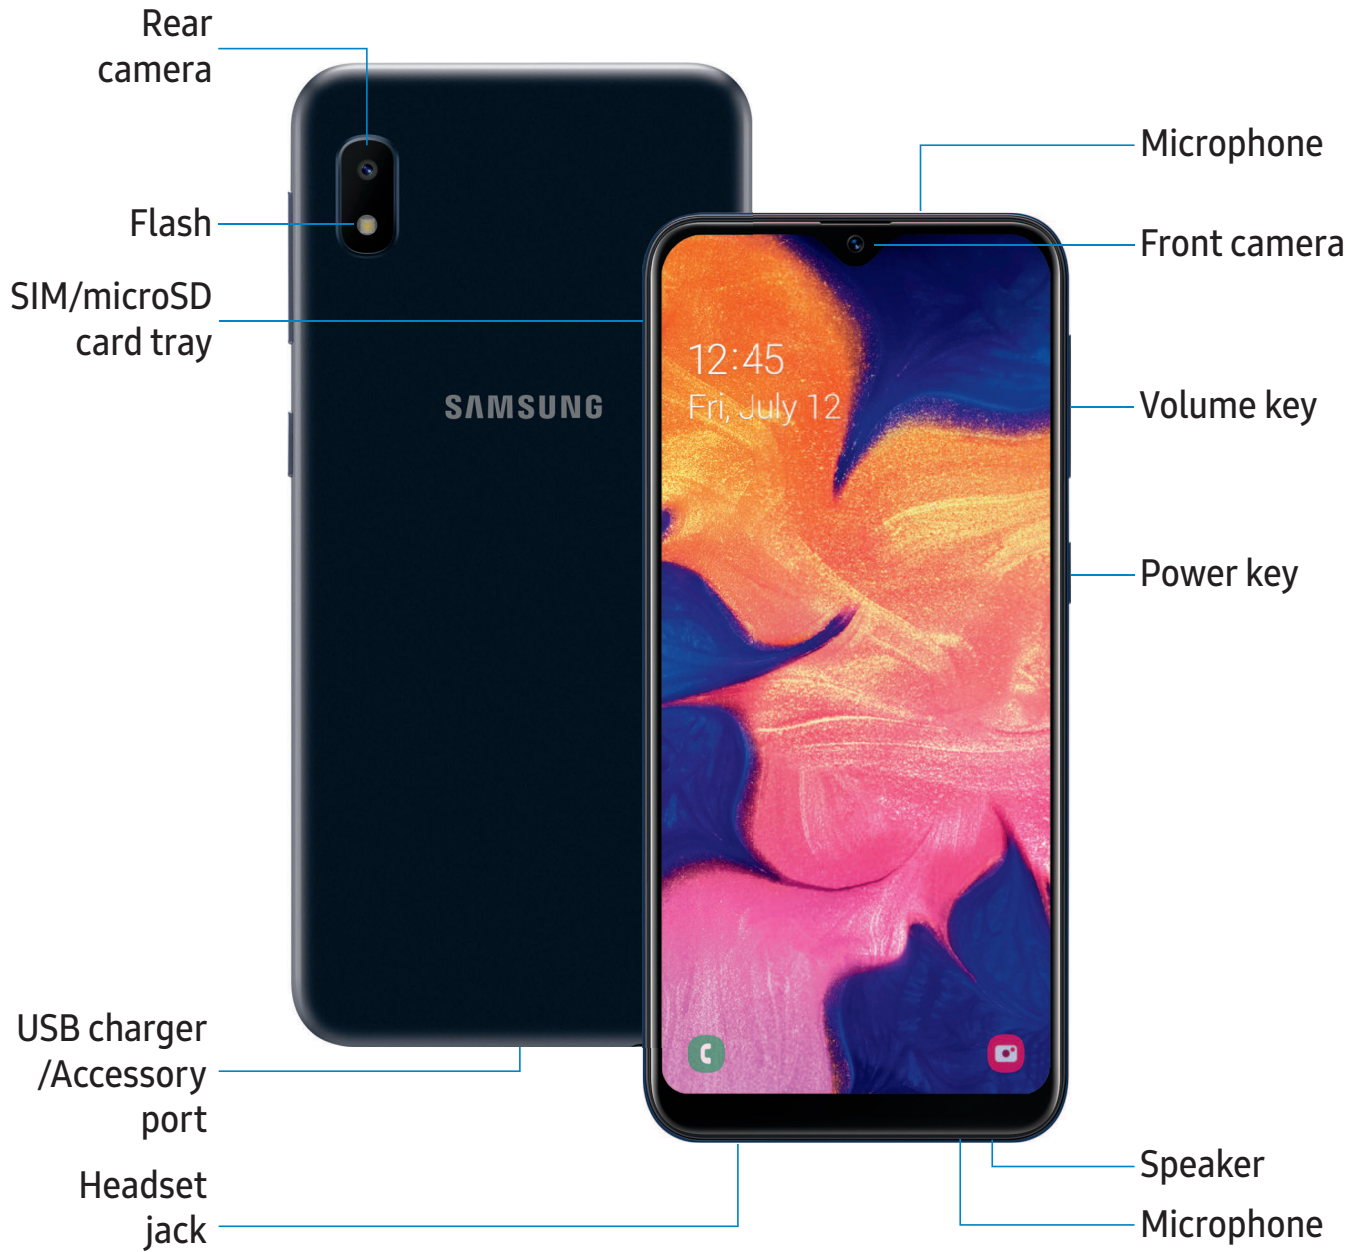 Rear
camera
Flash
SIM/microSD
card tray
SAMSUNG
USB charger
/Accessory
port
Headset
jack
12:45
Fri, July 12
Microphone
Front camera
Volume key
Power key
Speaker
Microphone